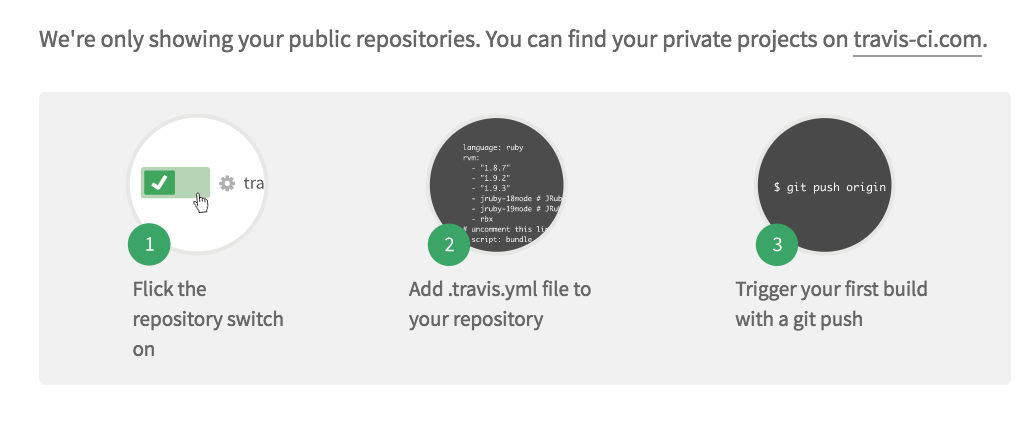 We're only showing your public repositories. You can find your private projects on travis-ci.com.
tra
language: ruby
rvm:
- "1.8.7"
- "1.9.2"
- "1.9.3"
- jruby-18mode # JRub
- jruby-19mode # JRub
- rbx
# uncomment this li
script: bundle
$ git push origin
1
2
3
Flick the
repository switch
on
Add .travis.yml file to
your repository
Trigger your first build
with a git push